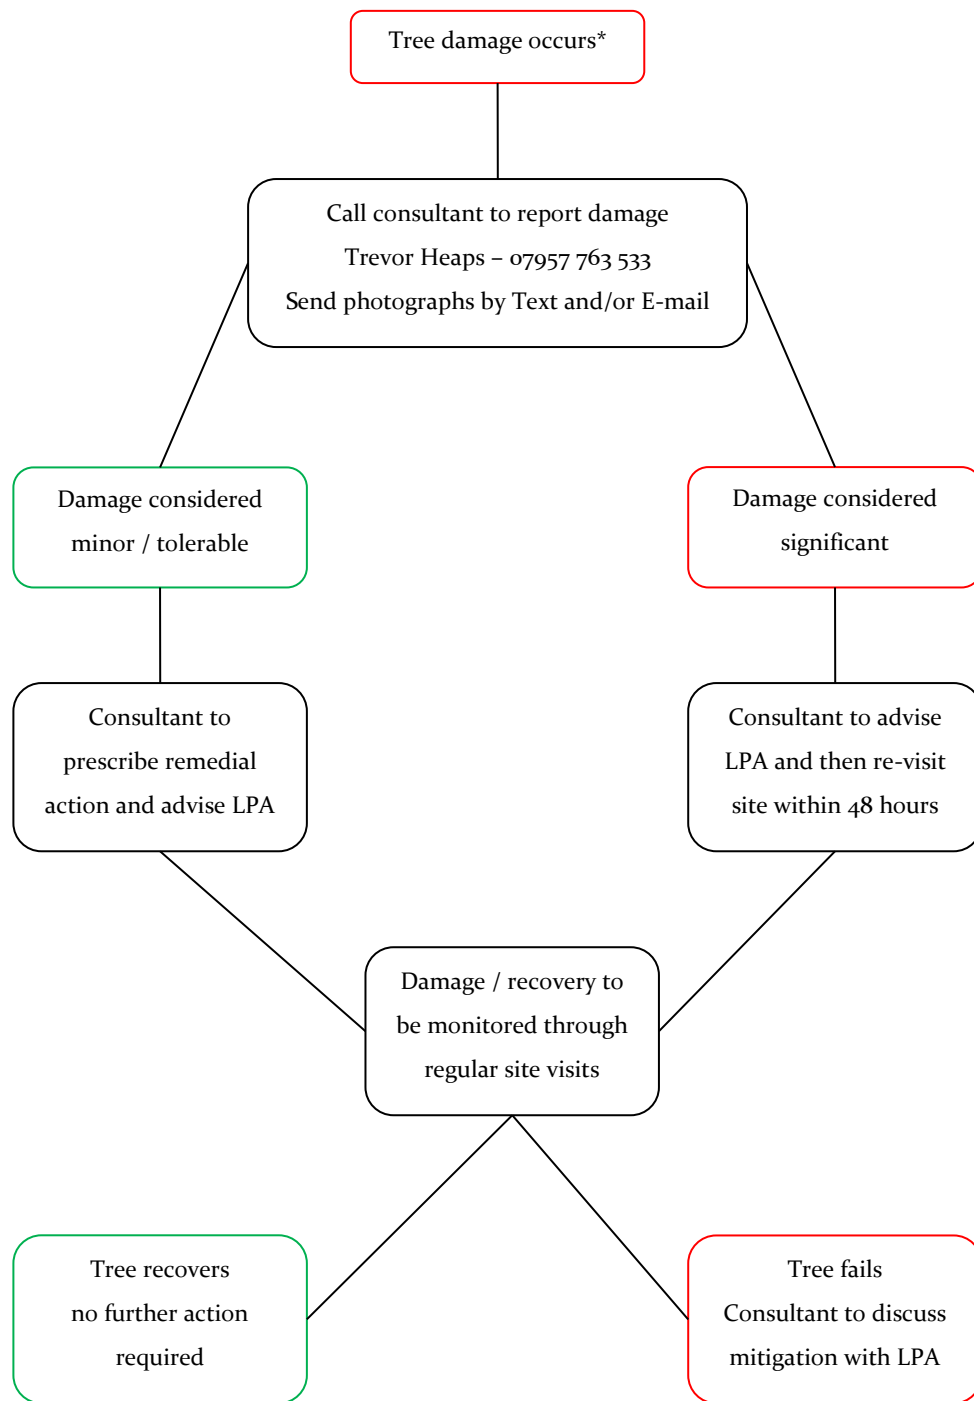 Tree damage occurs*
Call consultant to report damage
Trevor Heaps – 07957 763 533
Send photographs by Text and/or E-mail
Damage considered
minor / tolerable
Damage considered
significant
Consultant to
prescribe remedial
action and advise LPA
Consultant to advise
LPA and then re-visit
site within 48 hours
Damage / recovery to
be monitored through
regular site visits
Tree recovers
no further action
required
Tree fails
Consultant to discuss
mitigation with LPA